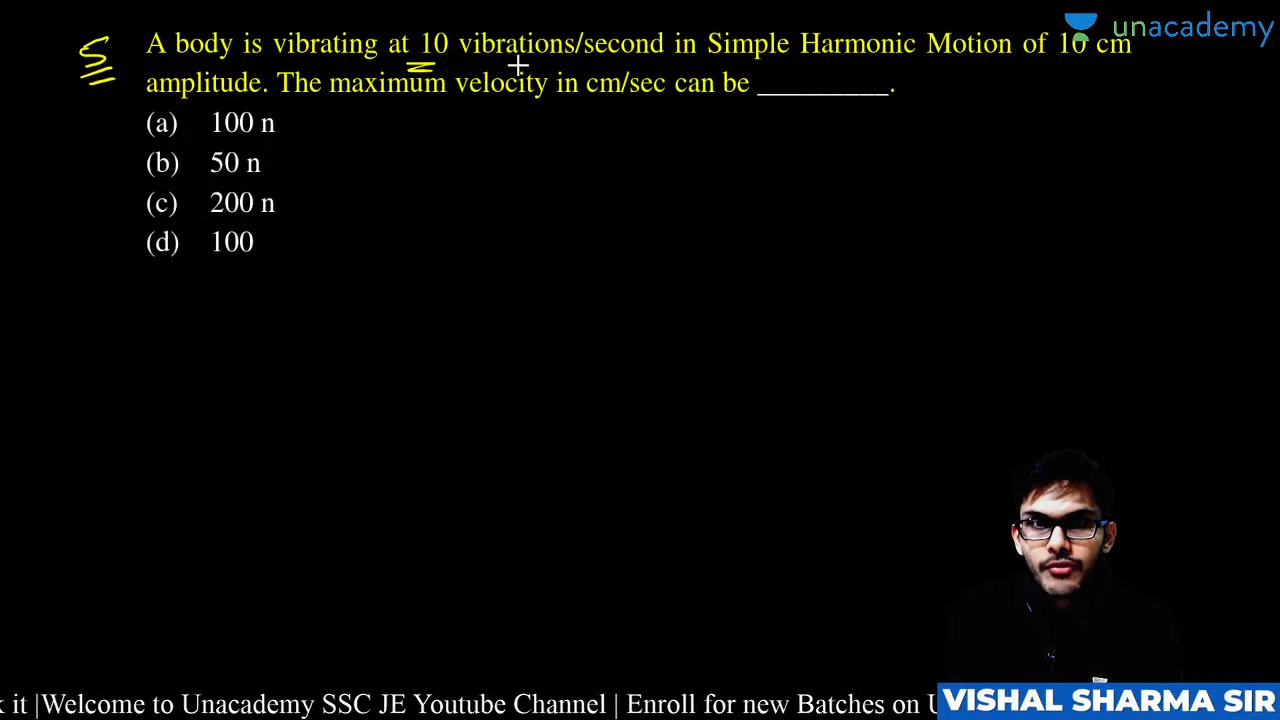 unacademy
A body is vibrating at 10 vibrations/second in Simple Harmonic Motion of 10 cm
amplitude. The maximum velocity in cm/sec can be _________.
(a) 100 n
(b) 50 n
(c) 200 n
(d) 100
k it |Welcome to Unacademy SSC JE Youtube Channel | Enroll for new Batches on U
VISHAL SHARMA SIR